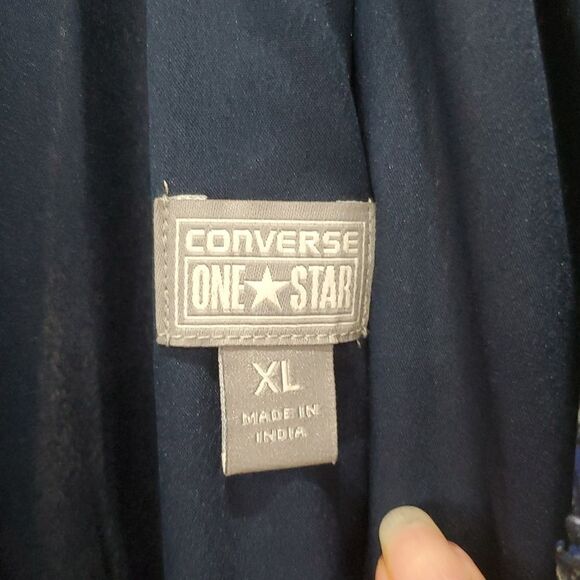 CONVERSE
ONE★STAR
XL
MADE IN
INDIA